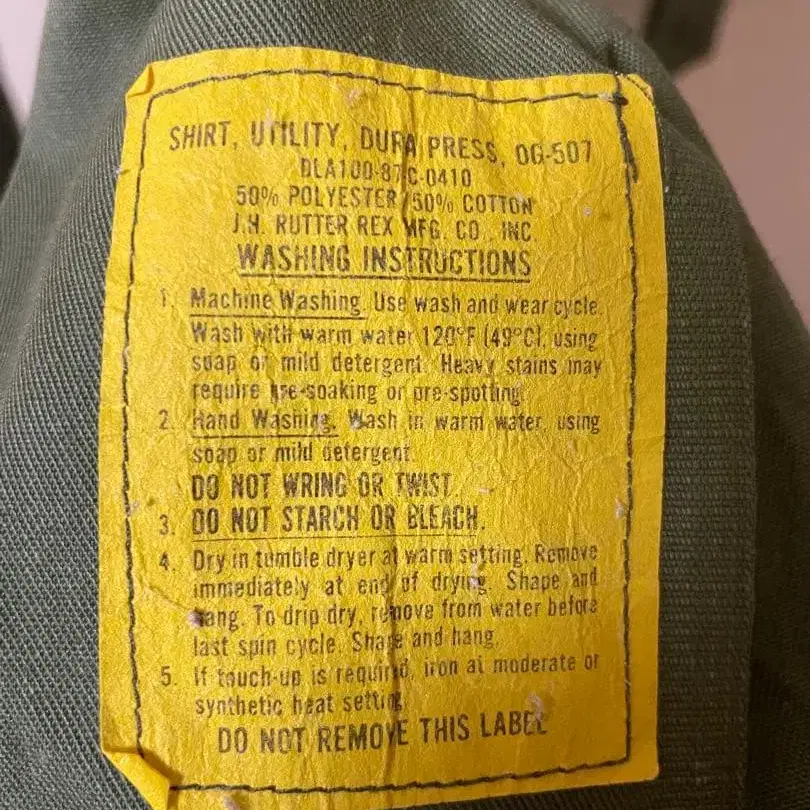 SHIRT, UTILITY, DURA PRESS, OG-507
DLA100-87-C-0410
50% POLYESTER/50% COTTON
J.H. RUTTER REX MFG. CO., INC.
WASHING INSTRUCTIONS
1. Machine Washing. Use wash and wear cycle.
Wash with warm water 120°F (49°C), using
soap or mild detergent. Heavy stains may
require pre-soaking or pre-spotting.
2. Hand Washing. Wash in warm water, using
soap or mild detergent.
DO NOT WRING OR TWIST.
3. DO NOT STARCH OR BLEACH.
4. Dry in tumble dryer at warm setting. Remove
immediately at end of drying. Shape and
hang. To drip dry, remove from water before
last spin cycle. Shape and hang.
5. If touch-up is required, iron at moderate or
synthetic heat setting.
DO NOT REMOVE THIS LABEL